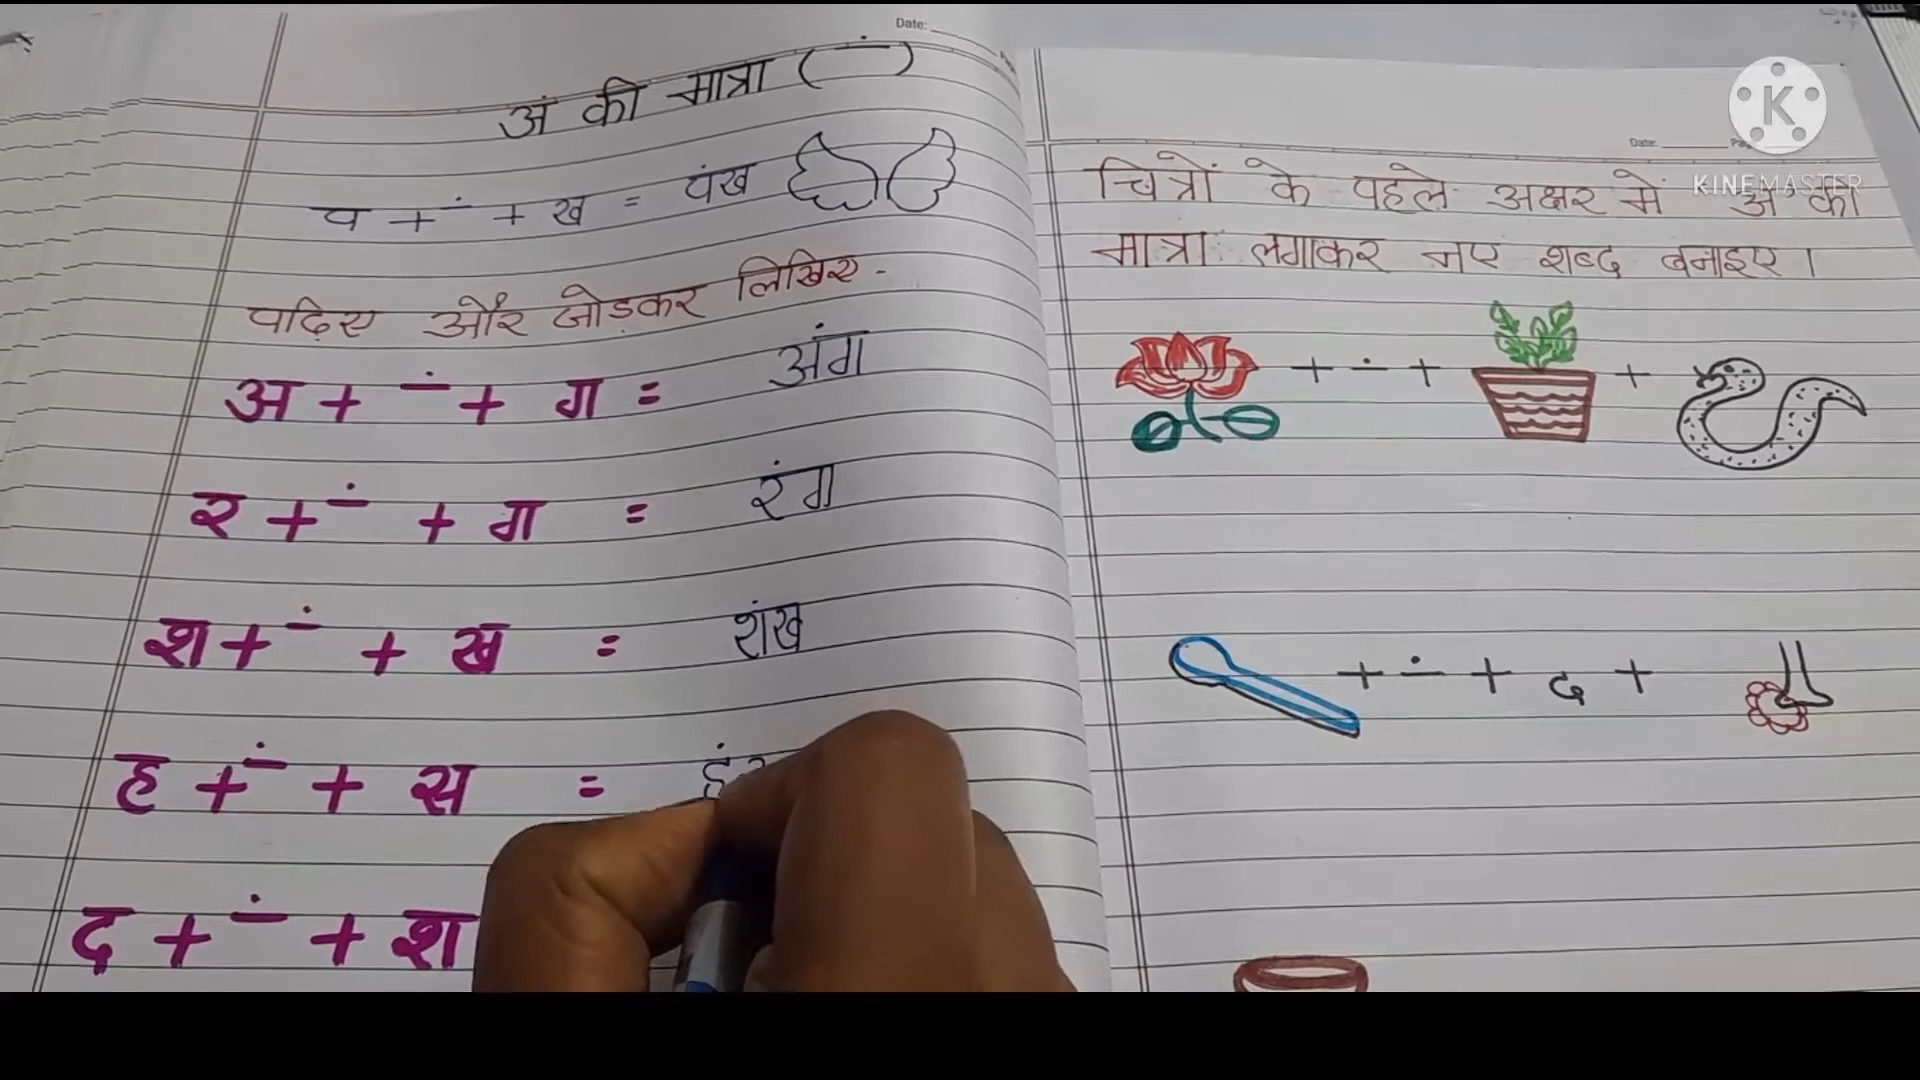 Date:
अं की मात्रा ( ∸ )
प + ∸ + ख = पंख
पढ़िए और जोड़कर लिखिए -
अ + ∸ + ग = अंग
र + ∸ + ग = रंग
श + ∸ + ख = शंख
ह + ∸ + स = हं
द + ∸ + श
Date:
K
KINEMASTER
चित्रों के पहले अक्षर में अं की
मात्रा लगाकर नए शब्द बनाइए।
+ ∸ + +
+ ∸ + द +